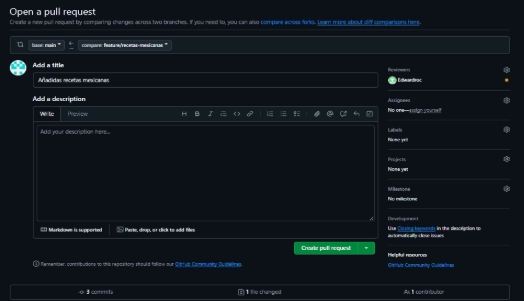 Open a pull request
Create a new pull request by comparing changes across two branches. If you need to, you can also compare across forks. Learn more about diff comparisons here.
base: main
compare: feature/recetas-mexicanas
Add a title
Añadidas recetas mexicanas
Add a description
Write Preview
Add your description here...
Markdown is supported
Paste, drop, or click to add files
Create pull request
Remember, contributions to this repository should follow our GitHub Community Guidelines.
Reviewers
Edwardroc
Assignees
No one—assign yourself
Labels
None yet
Projects
None yet
Milestone
No milestone
Development
Use Closing keywords in the description to
automatically close issues
Helpful resources
GitHub Community Guidelines
3 commits
1 file changed
1 contributor